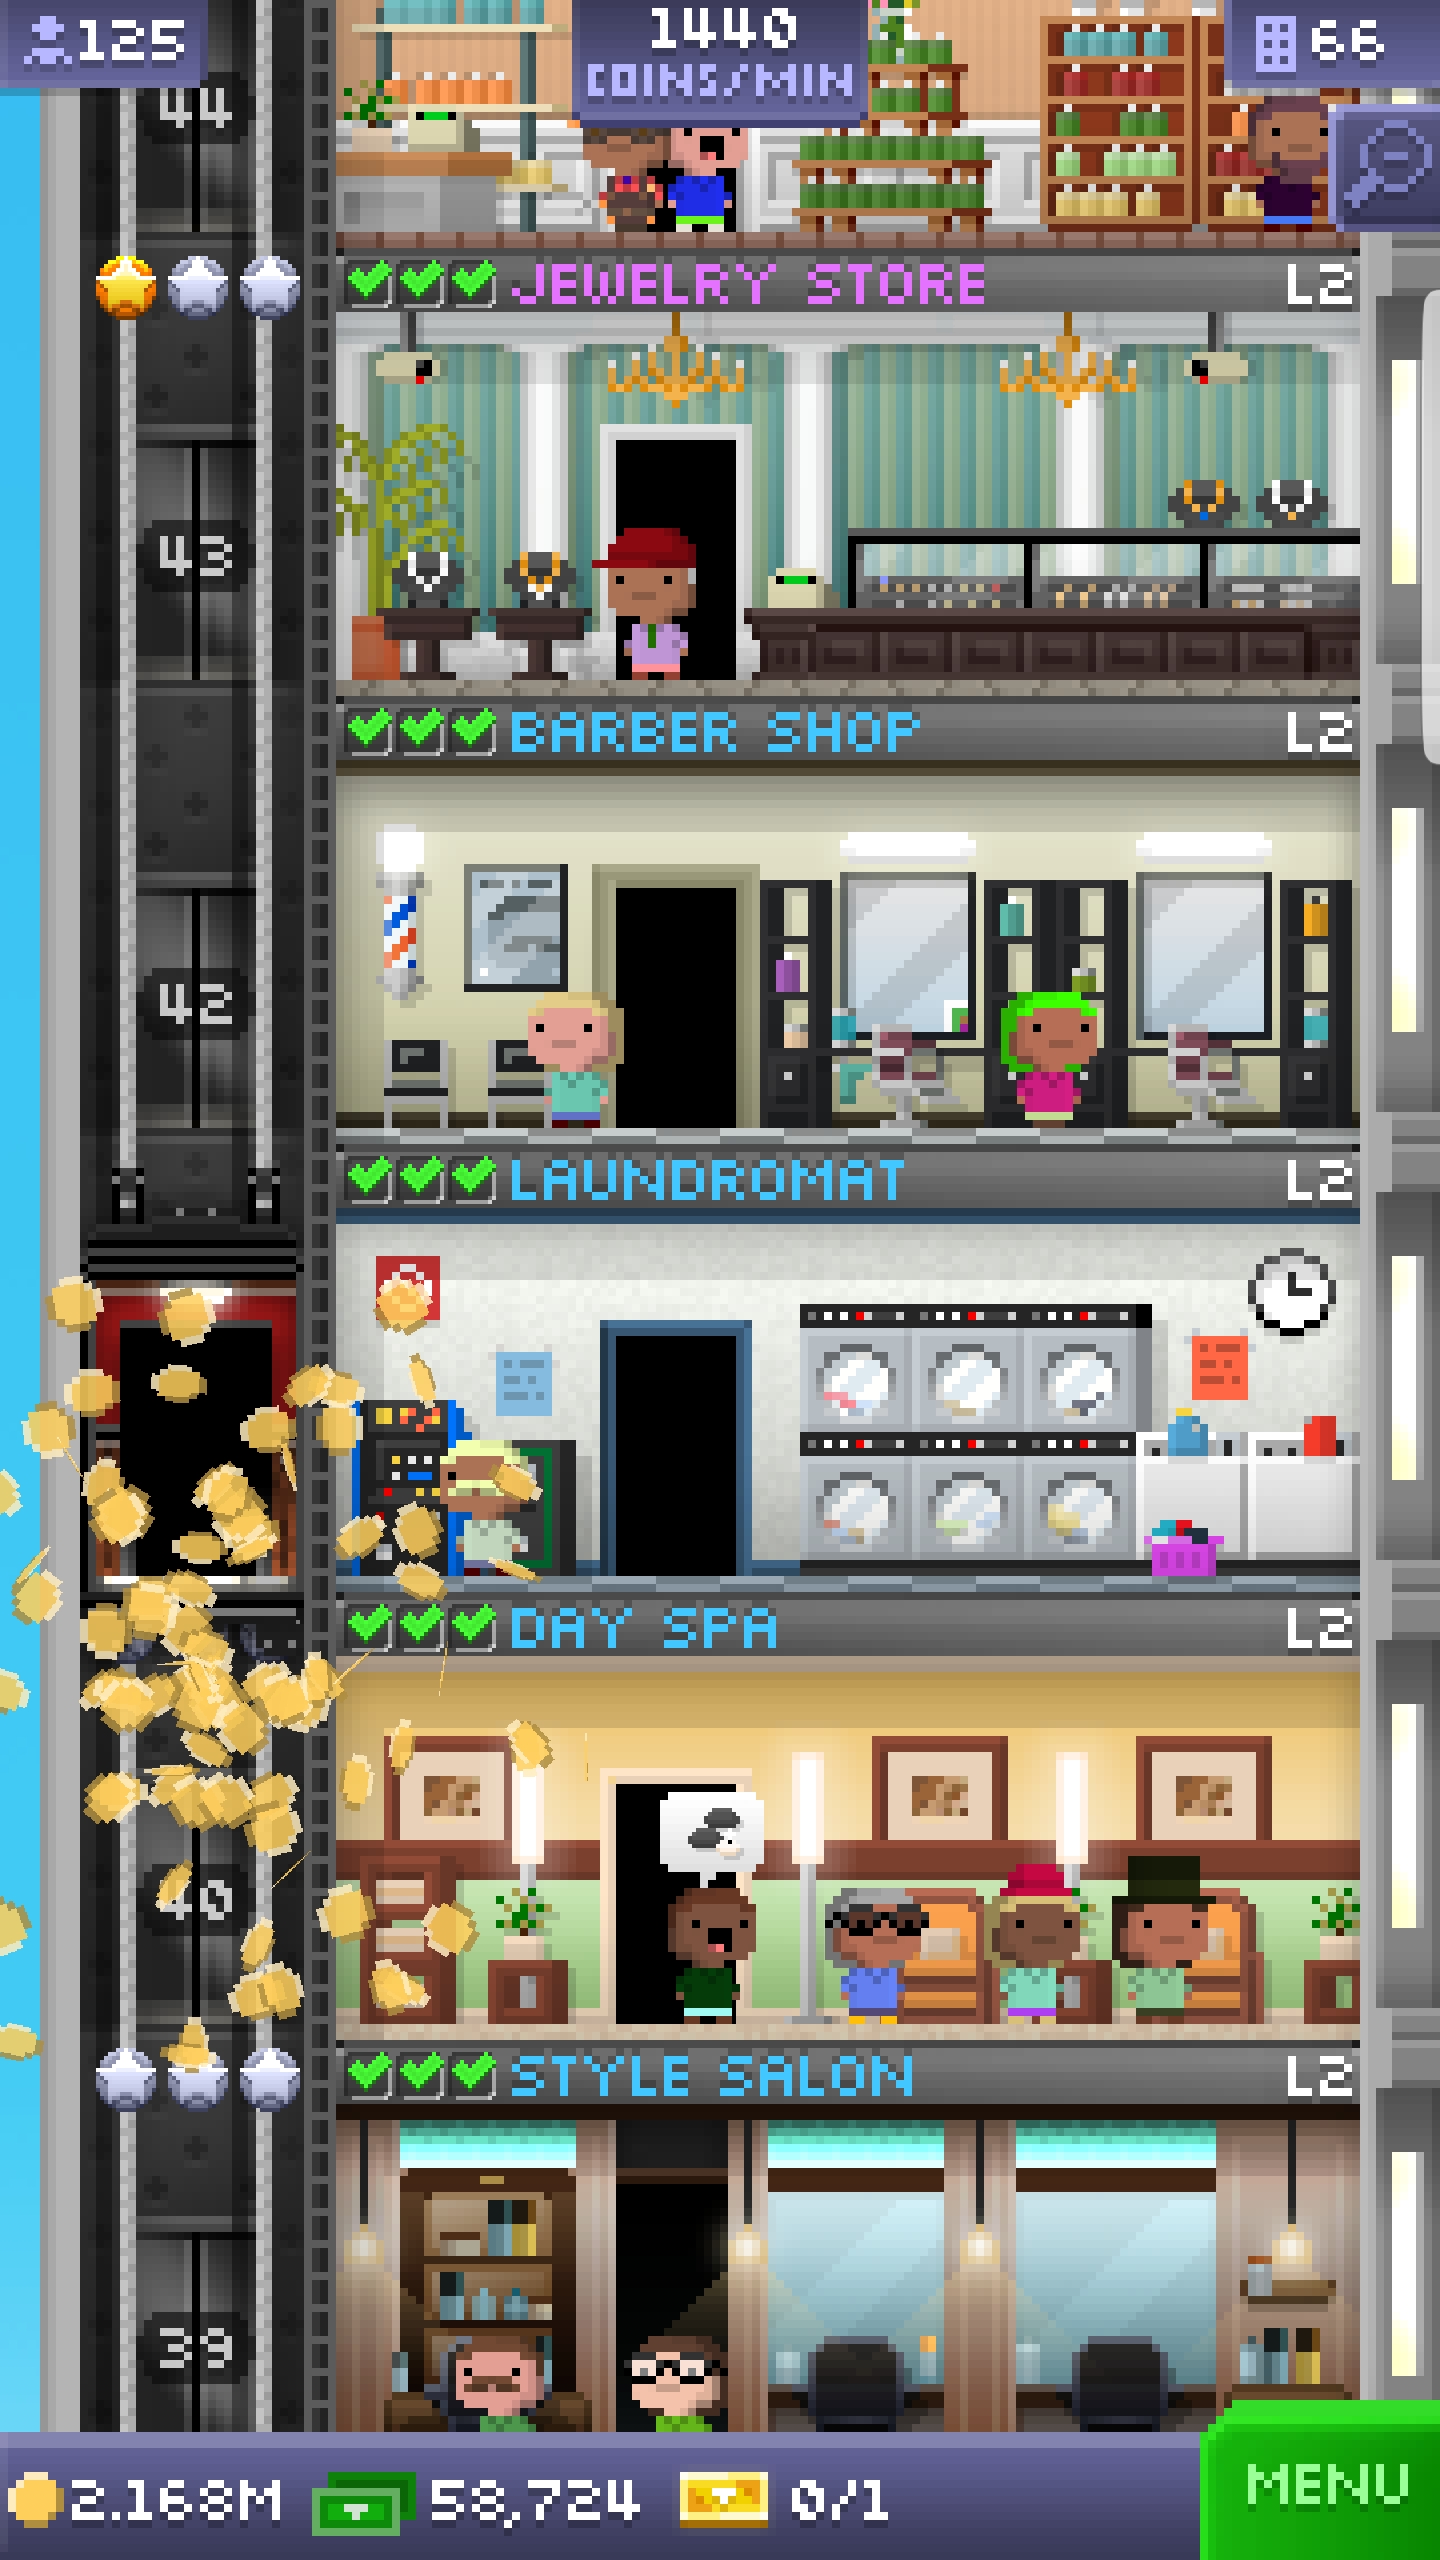 125
1440
COINS/MIN
66
44
JEWELRY STORE L2
43
BARBER SHOP L2
42
LAUNDROMAT L2
DAY SPA L2
40
STYLE SALON L2
39
2.168M 58,724 0/1 MENU